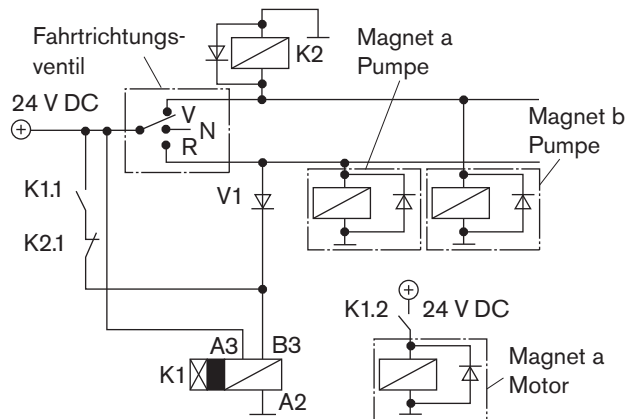 Fahrtrichtungs-
ventil
K2
Magnet a
Pumpe
24 V DC
V
N
R
Magnet b
Pumpe
K1.1
V1
K2.1
K1.2
24 V DC
A3
B3
K1
A2
Magnet a
Motor